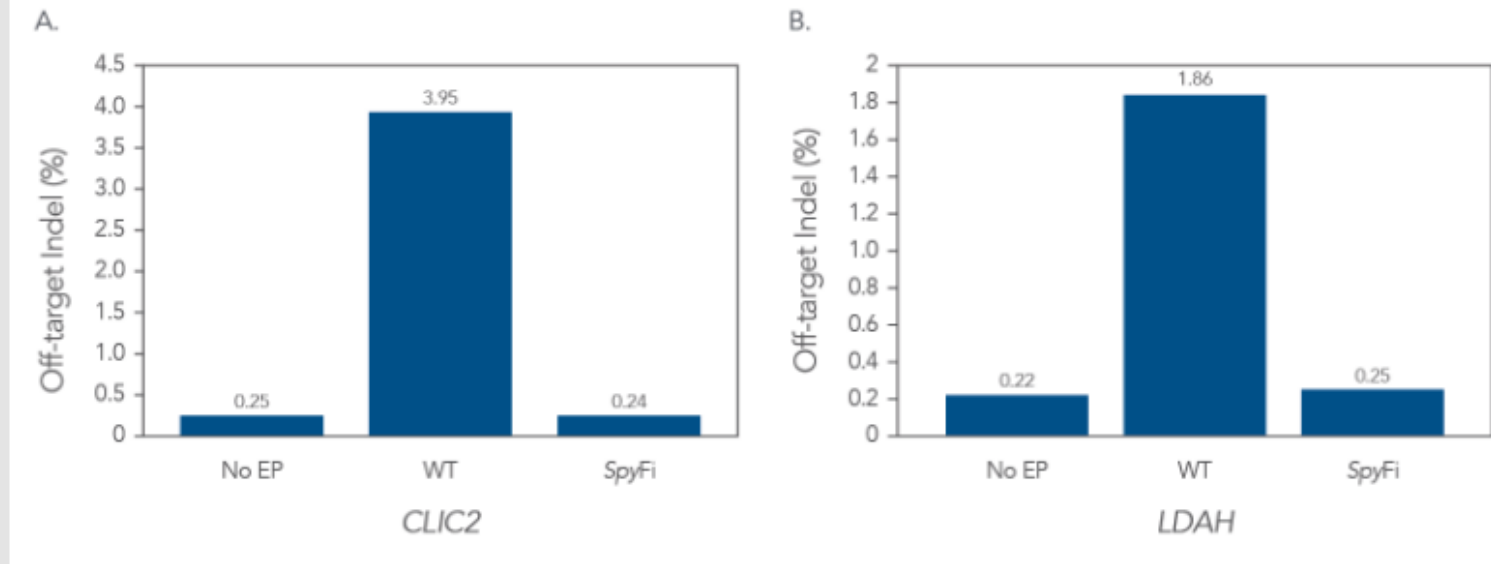 A.
Off-target Indel (%)
4.5
4.0
3.5
3.0
2.5
2.0
1.5
1.0
0.5
0
0.25
3.95
0.24
No EP
WT
SpyFi
CLIC2
B.
Off-target Indel (%)
2
1.8
1.6
1.4
1.2
1.0
0.8
0.6
0.4
0.2
0
0.22
1.86
0.25
No EP
WT
SpyFi
LDAH